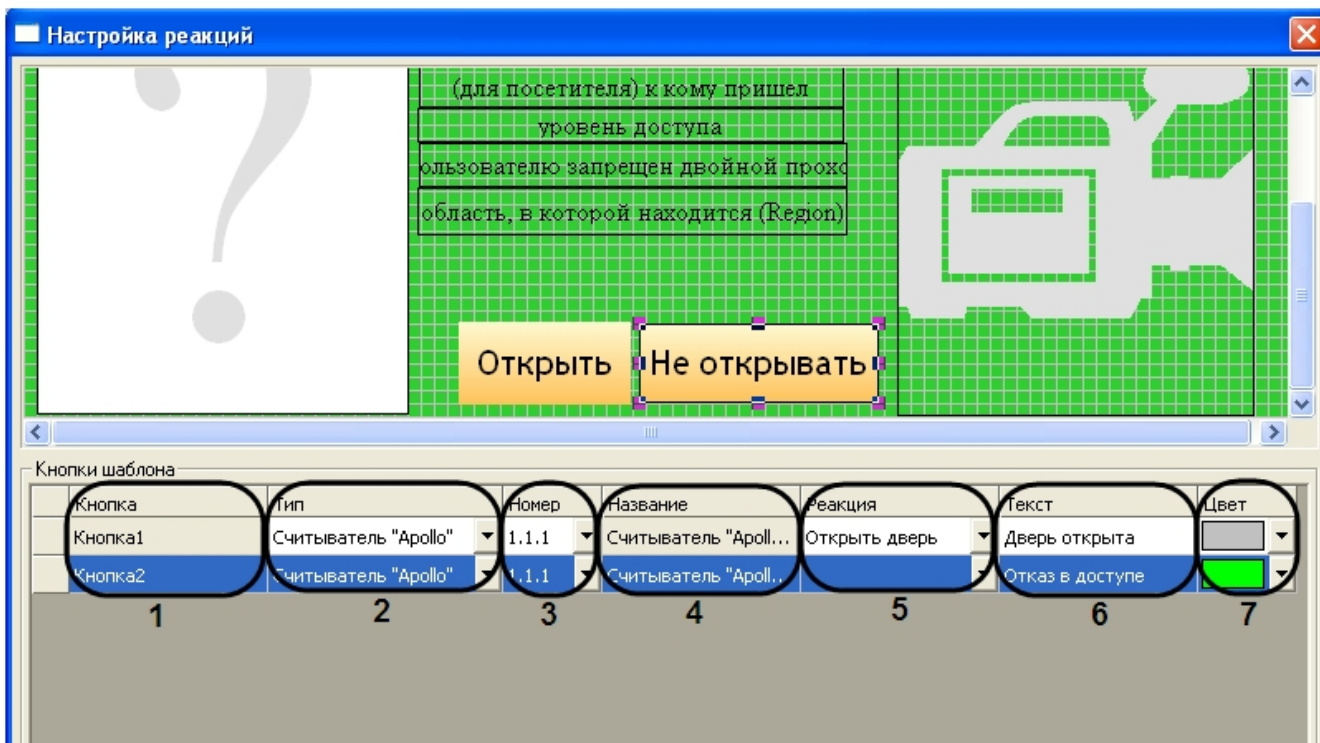 Настройка реакций
(для посетителя) к кому пришел
уровень доступа
ользователю запрещен двойной прохо
область, в которой находится (Region)
Открыть Не открывать
Кнопки шаблона
Кнопка Тип Номер Название Реакция Текст Цвет
Кнопка1 Считыватель "Apollo" 1.1.1 Считыватель "Apoll... Открыть дверь Дверь открыта
Кнопка2 Считыватель "Apollo" 1.1.1 Считыватель "Apoll... Отказ в доступе
1 2 3 4 5 6 7